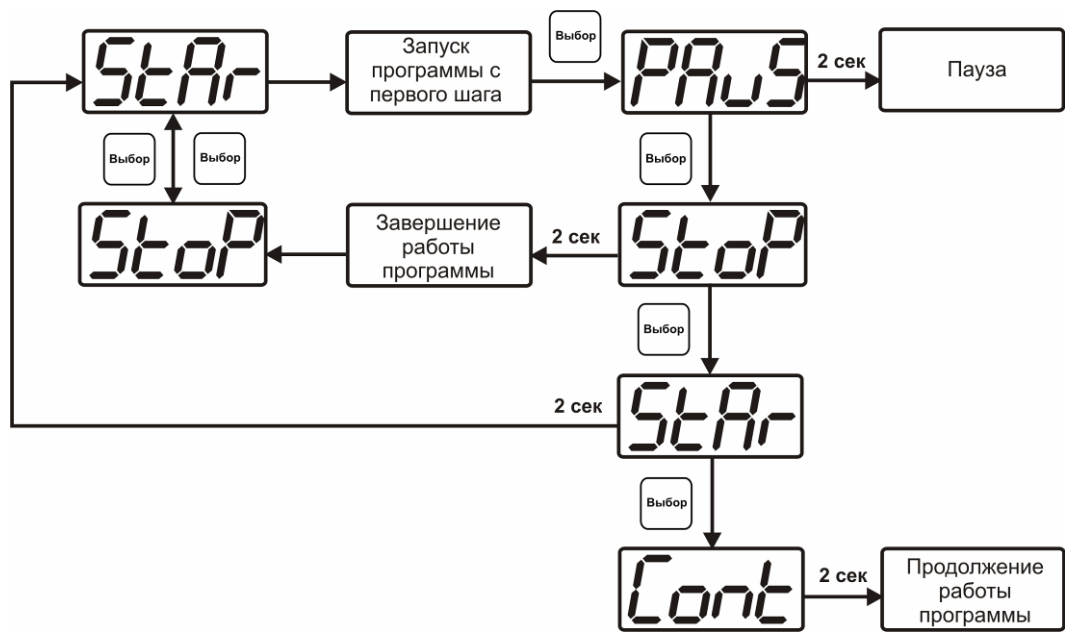 StAr
Запуск
программы с
первого шага
Выбор
PAuS
2 сек
Пауза
Выбор
Выбор
Выбор
StoP
Завершение
работы
программы
2 сек
StoP
Выбор
2 сек
StAr
Выбор
Cont
2 сек
Продолжение
работы
программы